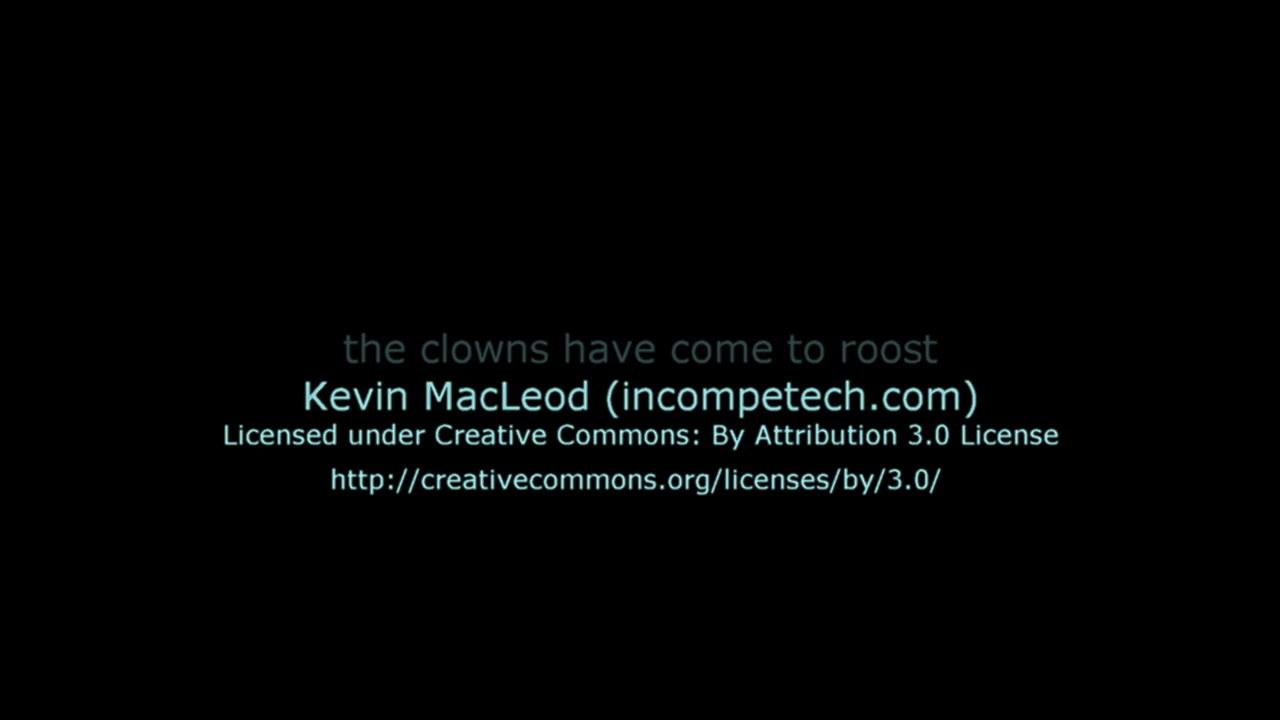 the clowns have come to roost
Kevin MacLeod (incompetech.com)
Licensed under Creative Commons: By Attribution 3.0 License
http://creativecommons.org/licenses/by/3.0/